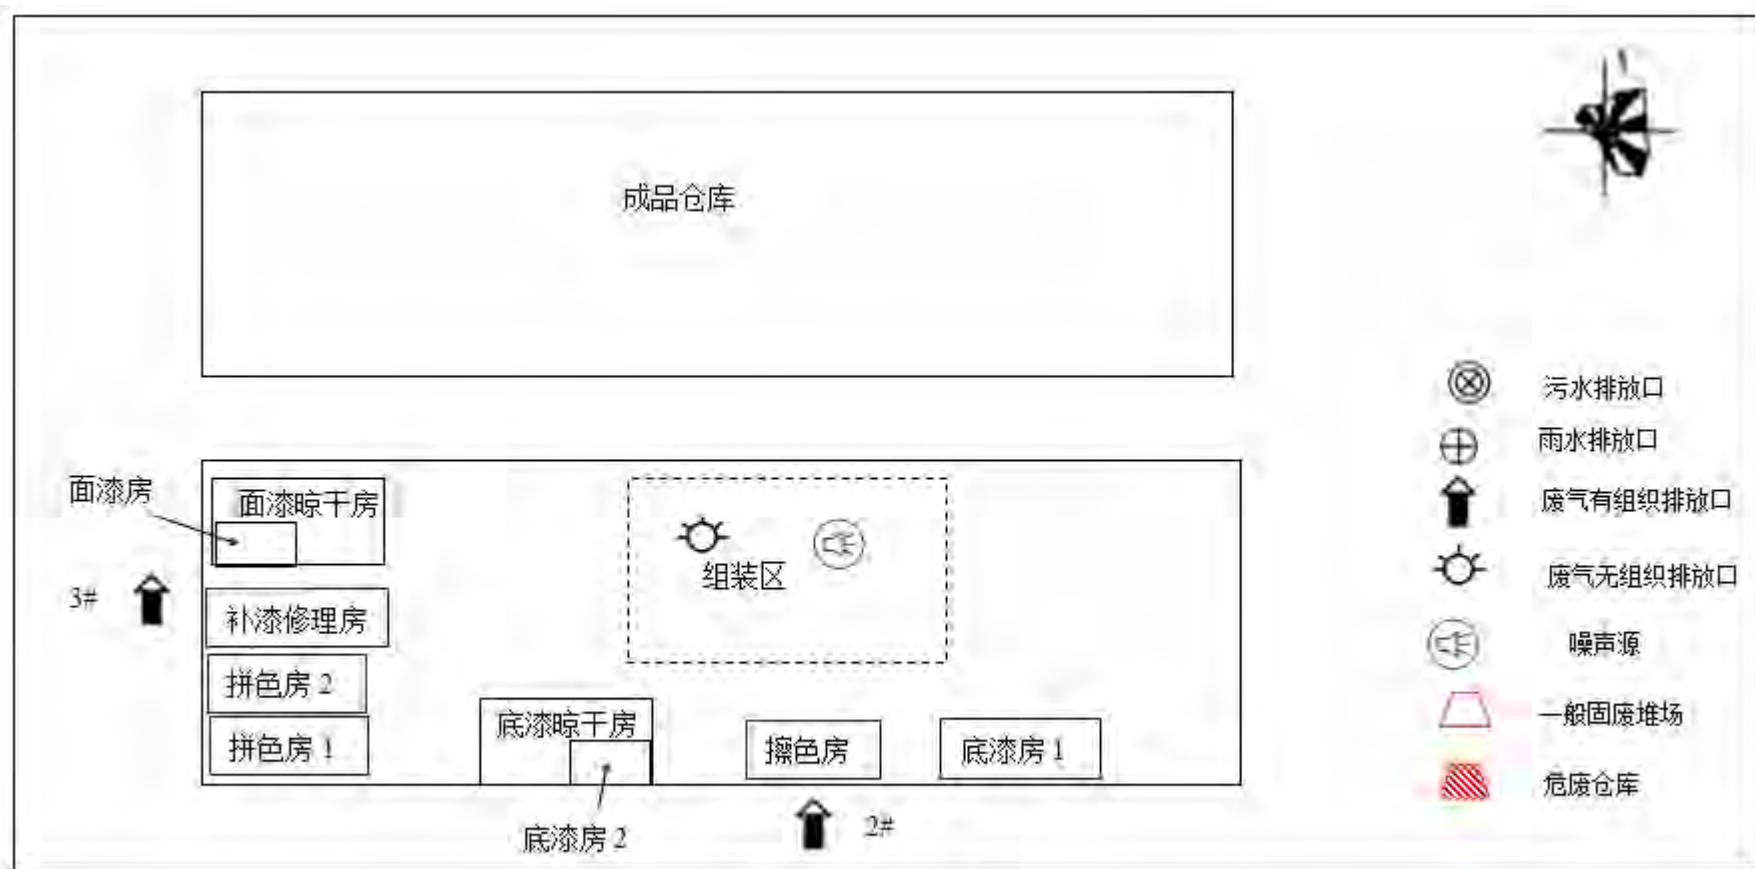 成品仓库
污水排放口
雨水排放口
废气有组织排放口
废气无组织排放口
噪声源
一般固废堆场
危废仓库
面漆房
面漆晾干房
3#
补漆修理房
拼色房 2
拼色房 1
组装区
底漆晾干房
擦色房
底漆房 1
底漆房 2
2#